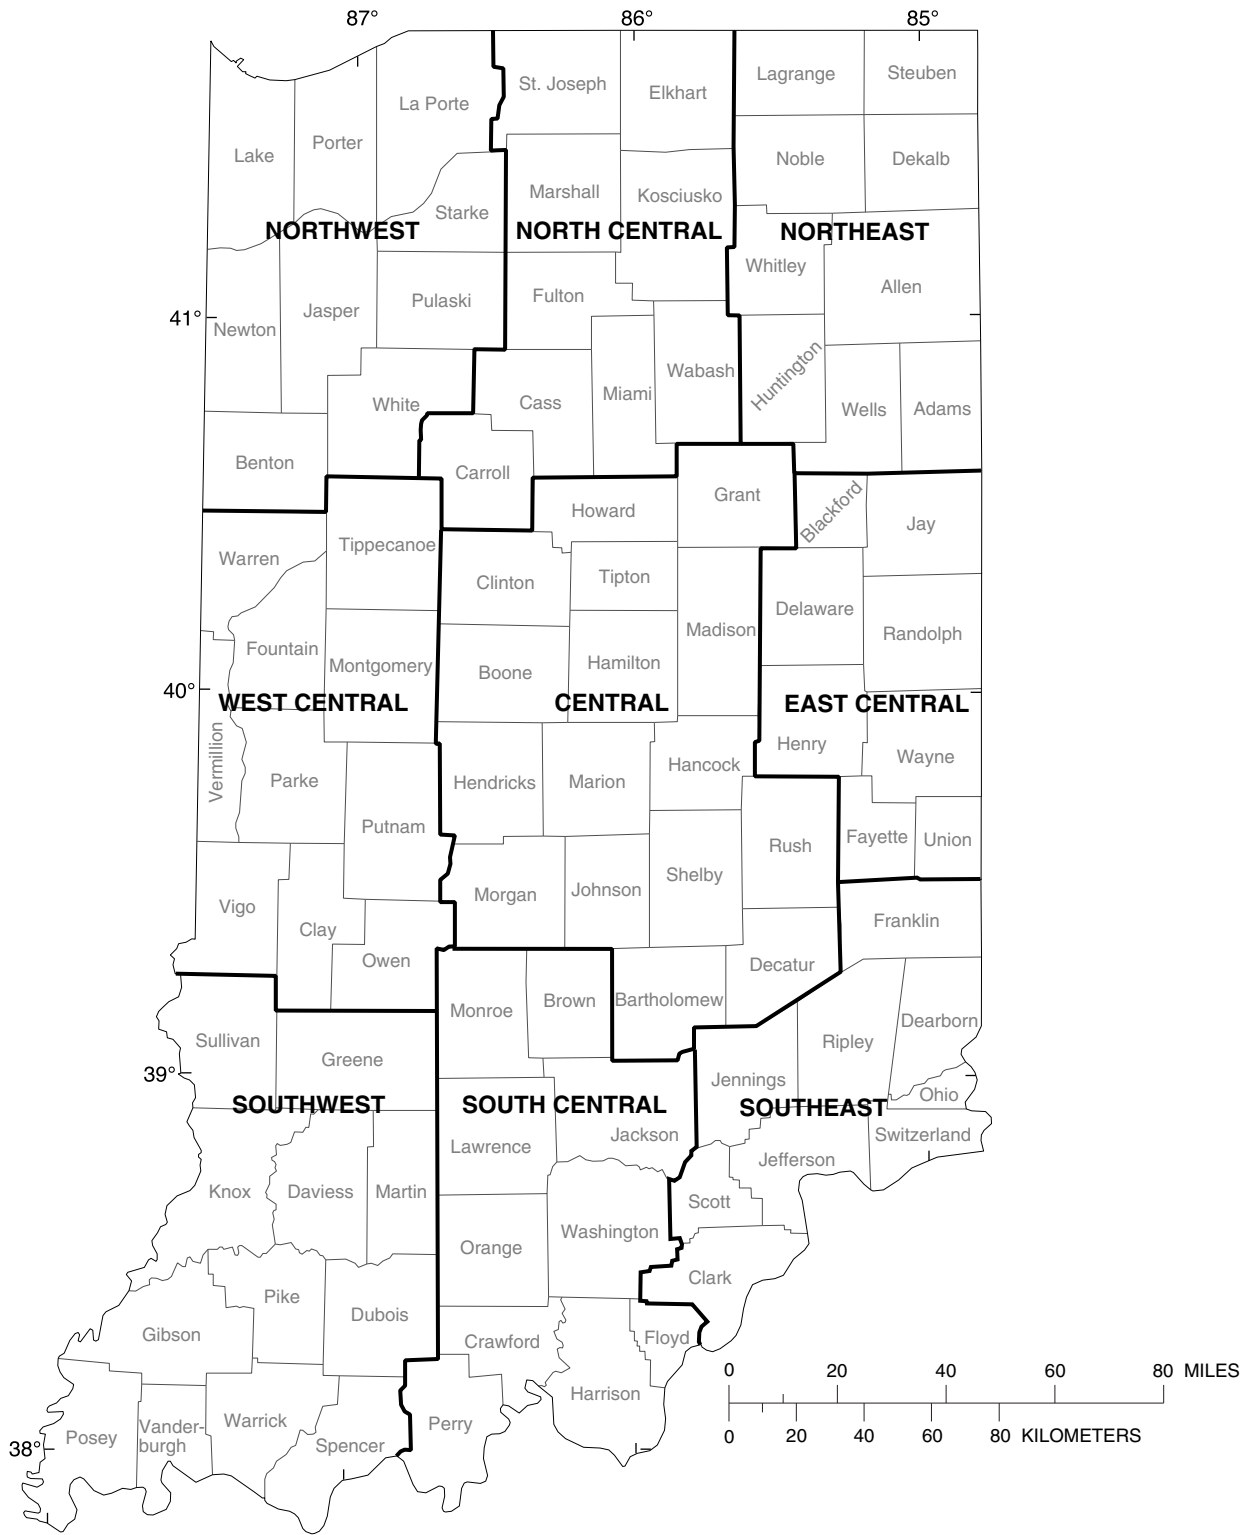 87° 86° 85°
Lagrange Steuben
St. Joseph
Elkhart
La Porte
Porter
Lake
Noble Dekalb
Marshall
Kosciusko
Starke
NORTHWEST NORTH CENTRAL NORTHEAST
Whitley
Allen
Fulton
Pulaski
Jasper
41°
Newton
Huntington
Wabash
Miami
Cass
White
Wells Adams
Benton
Carroll
Grant
Howard
Blackford
Jay
Tippecanoe
Warren
Clinton
Tipton
Delaware
Madison
Randolph
Fountain
Montgomery
Boone
Hamilton
40°
WEST CENTRAL CENTRAL EAST CENTRAL
Henry
Wayne
Vermillion
Parke
Hendricks
Marion
Hancock
Putnam
Rush
Fayette Union
Shelby
Morgan
Johnson
Vigo
Clay
Franklin
Owen
Decatur
Monroe
Brown
Bartholomew
Dearborn
Sullivan
Ripley
Greene
39°
Jennings
Ohio
SOUTHWEST SOUTH CENTRAL SOUTHEAST
Jackson
Switzerland
Lawrence
Jefferson
Knox Daviess Martin
Scott
Washington
Orange
Clark
Pike
Dubois
Gibson
Crawford
Floyd
0 20 40 60 80 MILES
Harrison
Warrick
Perry
Vander-
burgh
Posey
Spencer
38°
0 20 40 60 80 KILOMETERS